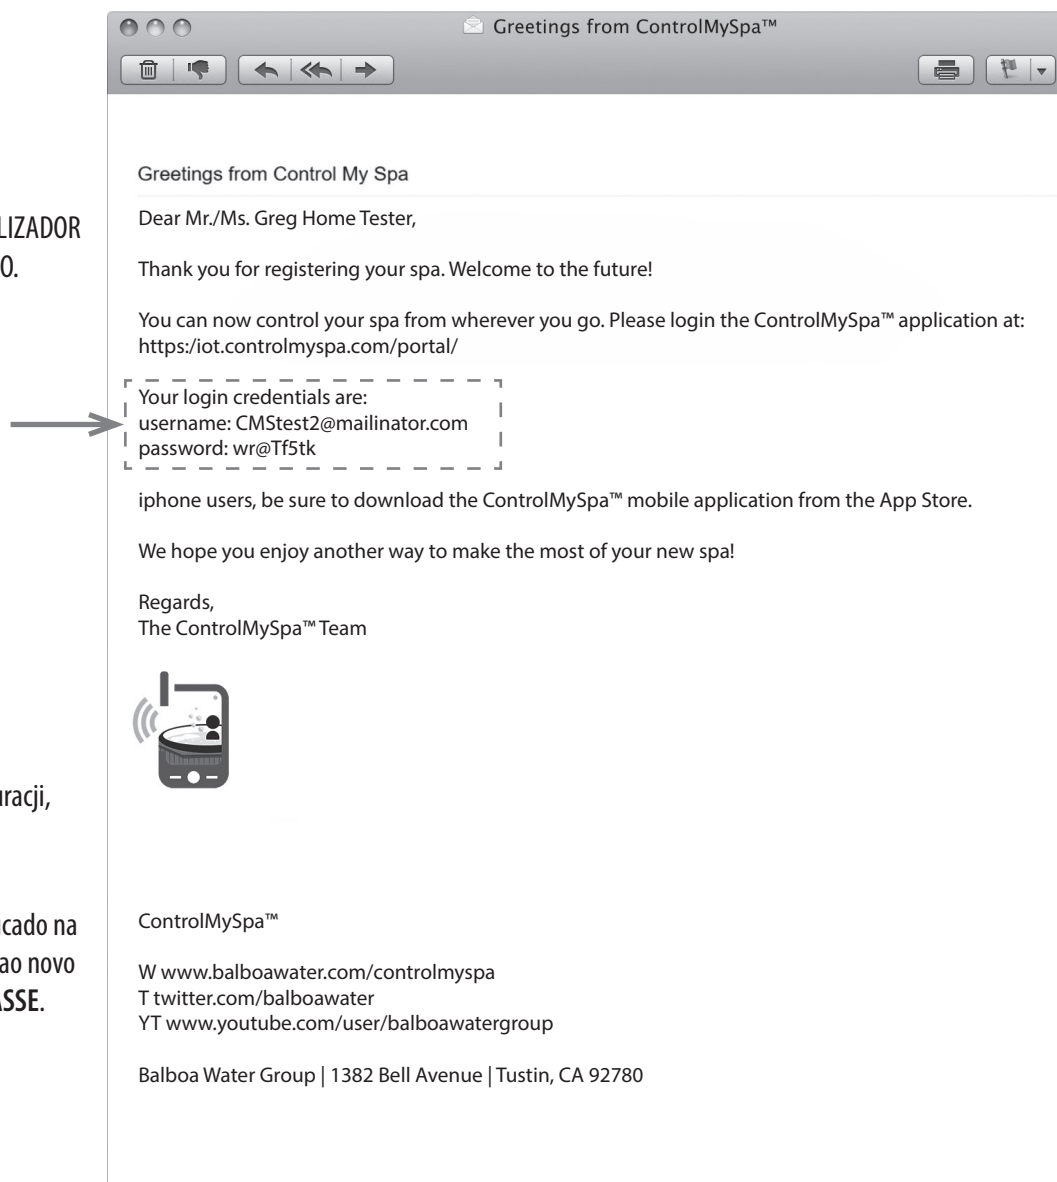 Greetings from ControlMySpa™
Greetings from Control My Spa
Dear Mr./Ms. Greg Home Tester,
Thank you for registering your spa. Welcome to the future!
You can now control your spa from wherever you go. Please login the ControlMySpa™ application at:
https:/iot.controlmyspa.com/portal/
Your login credentials are:
username: CMStest2@mailinator.com
password: wr@Tf5tk
iphone users, be sure to download the ControlMySpa™ mobile application from the App Store.
We hope you enjoy another way to make the most of your new spa!
Regards,
The ControlMySpa™ Team
ControlMySpa™
W www.balboawater.com/controlmyspa
T twitter.com/balboawater
YT www.youtube.com/user/balboawatergroup
Balboa Water Group | 1382 Bell Avenue | Tustin, CA 92780
LIZADOR
O.
uracji,
cado na
ao novo
ASSE.